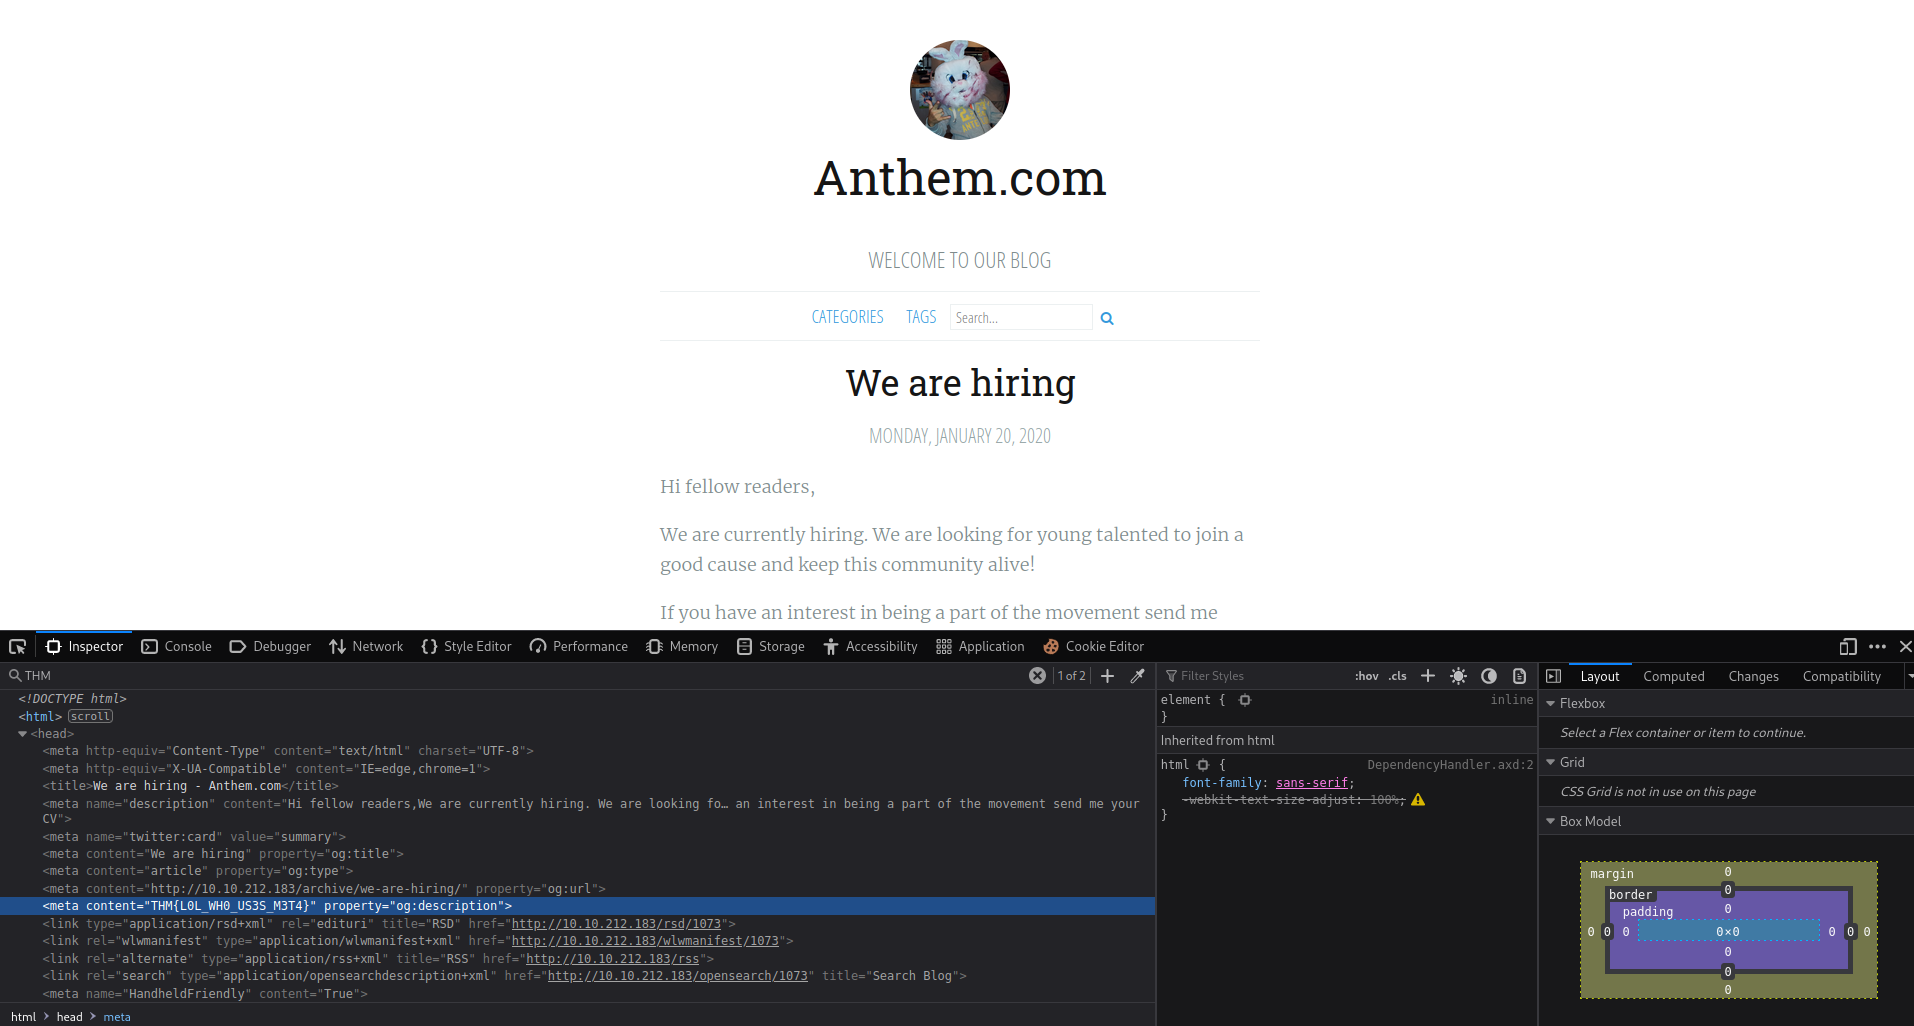 Anthem.com
WELCOME TO OUR BLOG
CATEGORIES TAGS Search...
We are hiring
MONDAY, JANUARY 20, 2020
Hi fellow readers,
We are currently hiring. We are looking for young talented to join a
good cause and keep this community alive!
If you have an interest in being a part of the movement send me
Inspector Console Debugger Network Style Editor Performance Memory Storage Accessibility Application Cookie Editor
THM 1 of 2
<!DOCTYPE html>
<html> scroll
<head>
<meta http-equiv="Content-Type" content="text/html" charset="UTF-8">
<meta http-equiv="X-UA-Compatible" content="IE=edge,chrome=1">
<title>We are hiring - Anthem.com</title>
<meta name="description" content="Hi fellow readers,We are currently hiring. We are looking fo… an interest in being a part of the movement send me your
CV">
<meta name="twitter:card" value="summary">
<meta content="We are hiring" property="og:title">
<meta content="article" property="og:type">
<meta content="http://10.10.212.183/archive/we-are-hiring/" property="og:url">
<meta content="THM{L0L_WH0_US3S_M3T4}" property="og:description">
<link type="application/rsd+xml" rel="edituri" title="RSD" href="http://10.10.212.183/rsd/1073">
<link rel="wlwmanifest" type="application/wlwmanifest+xml" href="http://10.10.212.183/wlwmanifest/1073">
<link rel="alternate" type="application/rss+xml" title="RSS" href="http://10.10.212.183/rss">
<link rel="search" type="application/opensearchdescription+xml" href="http://10.10.212.183/opensearch/1073" title="Search Blog">
<meta name="HandheldFriendly" content="True">
html > head > meta
Filter Styles :hov .cls
element { inline
}
Inherited from html
html { DependencyHandler.axd:2
font-family: sans-serif;
-webkit-text-size-adjust: 100%;
}
Layout Computed Changes Compatibility
Flexbox
Select a Flex container or item to continue.
Grid
CSS Grid is not in use on this page
Box Model
margin 0
border 0
padding 0
0 0 0 0×0 0 0 0
0
0
0